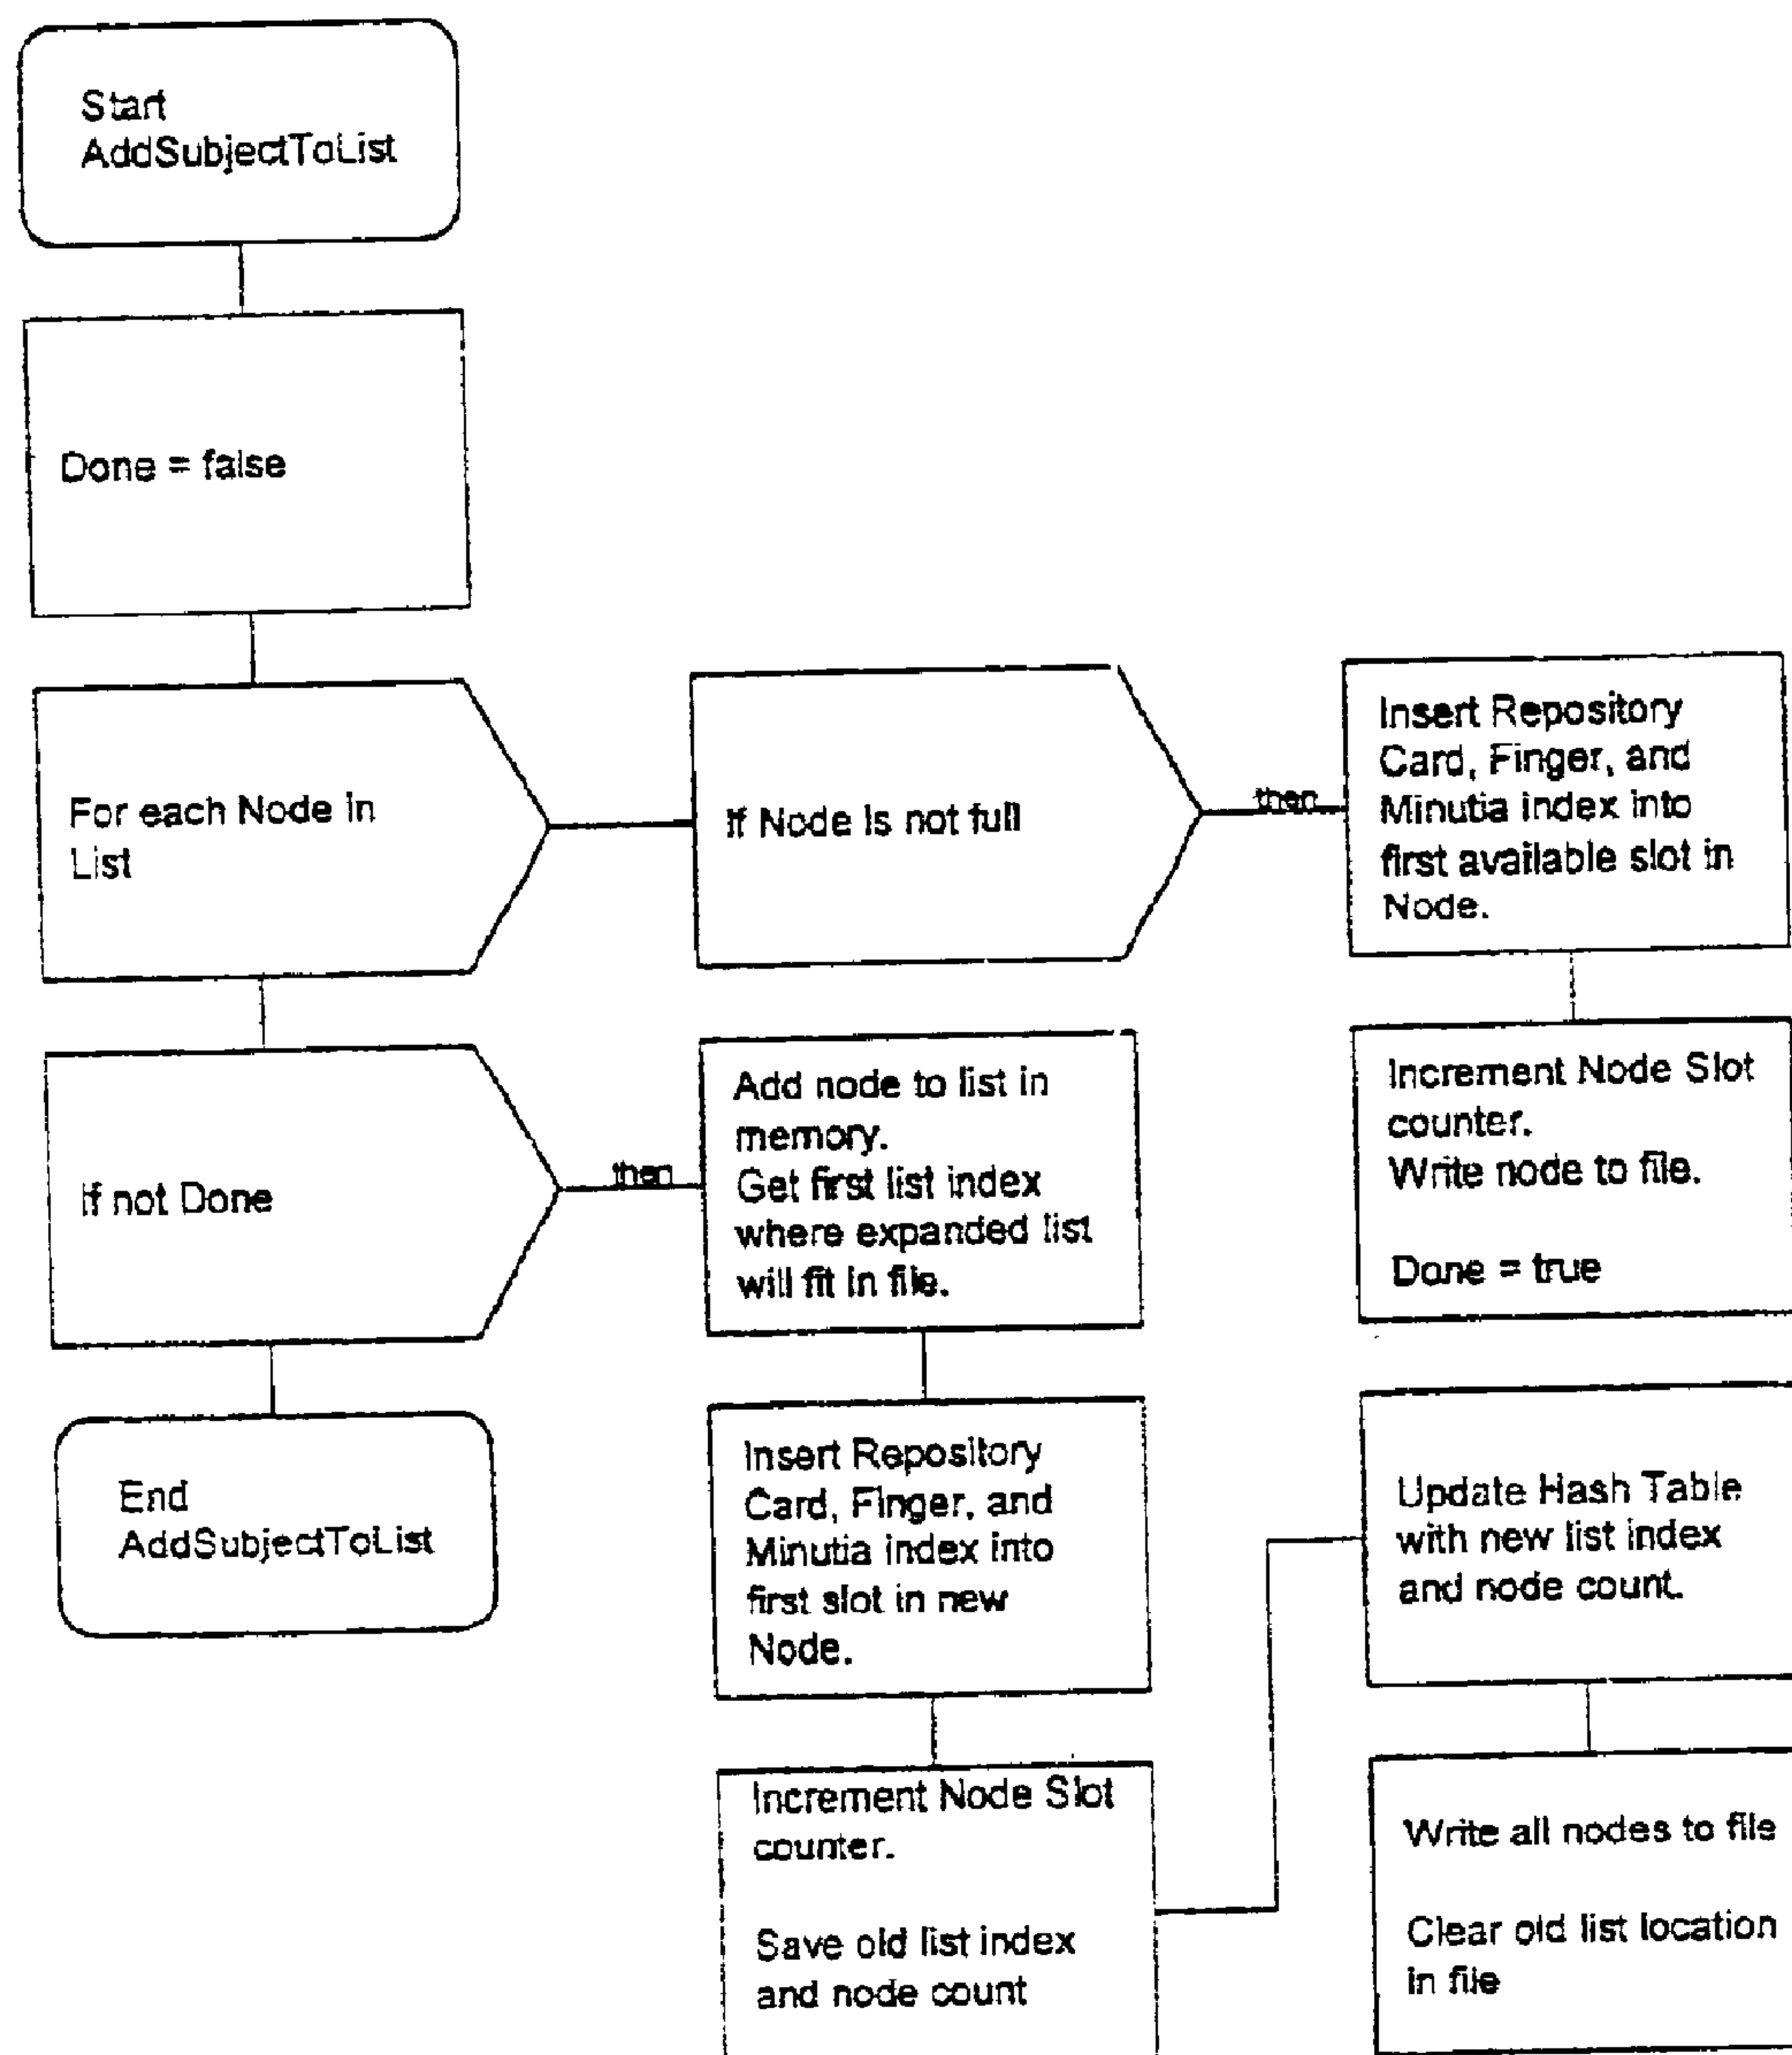 Start
AddSubjectToList
Done = false
For each Node in
List
If Node is not full
then
Insert Repository
Card, Finger, and
Minutia index into
first available slot in
Node.
Increment Node Slot
counter.
Write node to file.
Done = true
If not Done
then
Add node to list in
memory.
Get first list index
where expanded list
will fit in file.
Insert Repository
Card, Finger, and
Minutia index into
first slot in new
Node.
Increment Node Slot
counter.
Save old list index
and node count
Update Hash Table
with new list index
and node count.
Write all nodes to file
Clear old list location
in file
End
AddSubjectToList